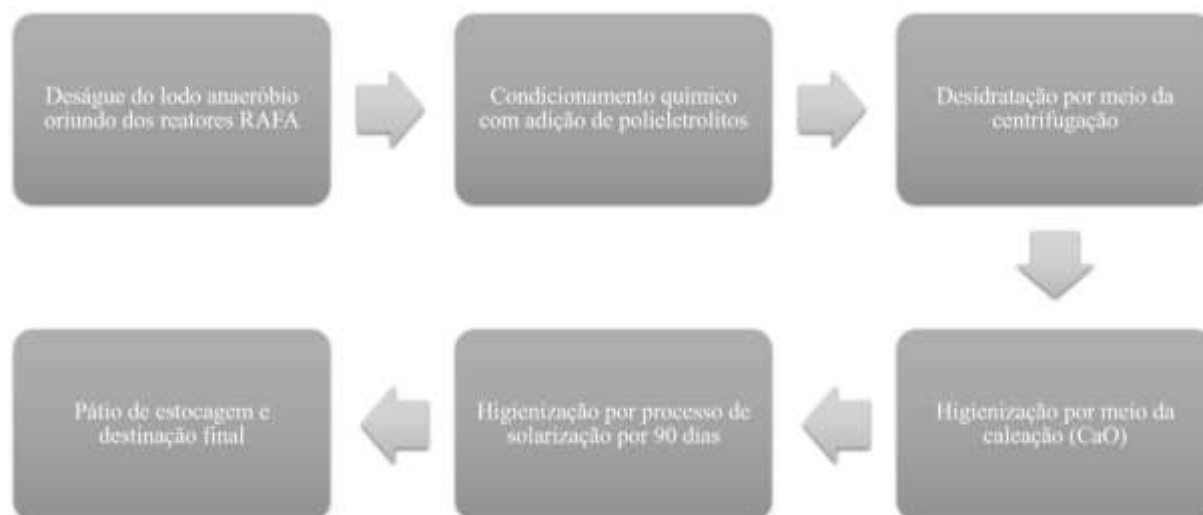 Deságue do lodo anaeróbio
oriundo dos reatores RAFA
Condicionamento químico
com adição de polieletrolitos
Desidratação por meio da
centrifugação
Higienização por meio da
caleação (CaO)
Higienização por processo de
solarização por 90 dias
Pátio de estocagem e
destinação final